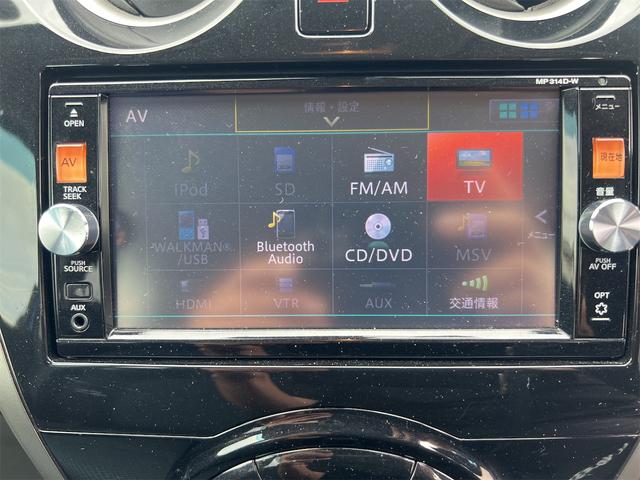 MP314D-W
OPEN
AV
TRACK
SEEK
PUSH
SOURCE
AUX
AV
情報・設定
iPod
SD
FM/AM
TV
WALKMAN®
/USB
Bluetooth
Audio
CD/DVD
MSV
メニュー
HDMI
VTR
AUX
交通情報
メニュー
現在地
音量
PUSH
AV OFF
OPT